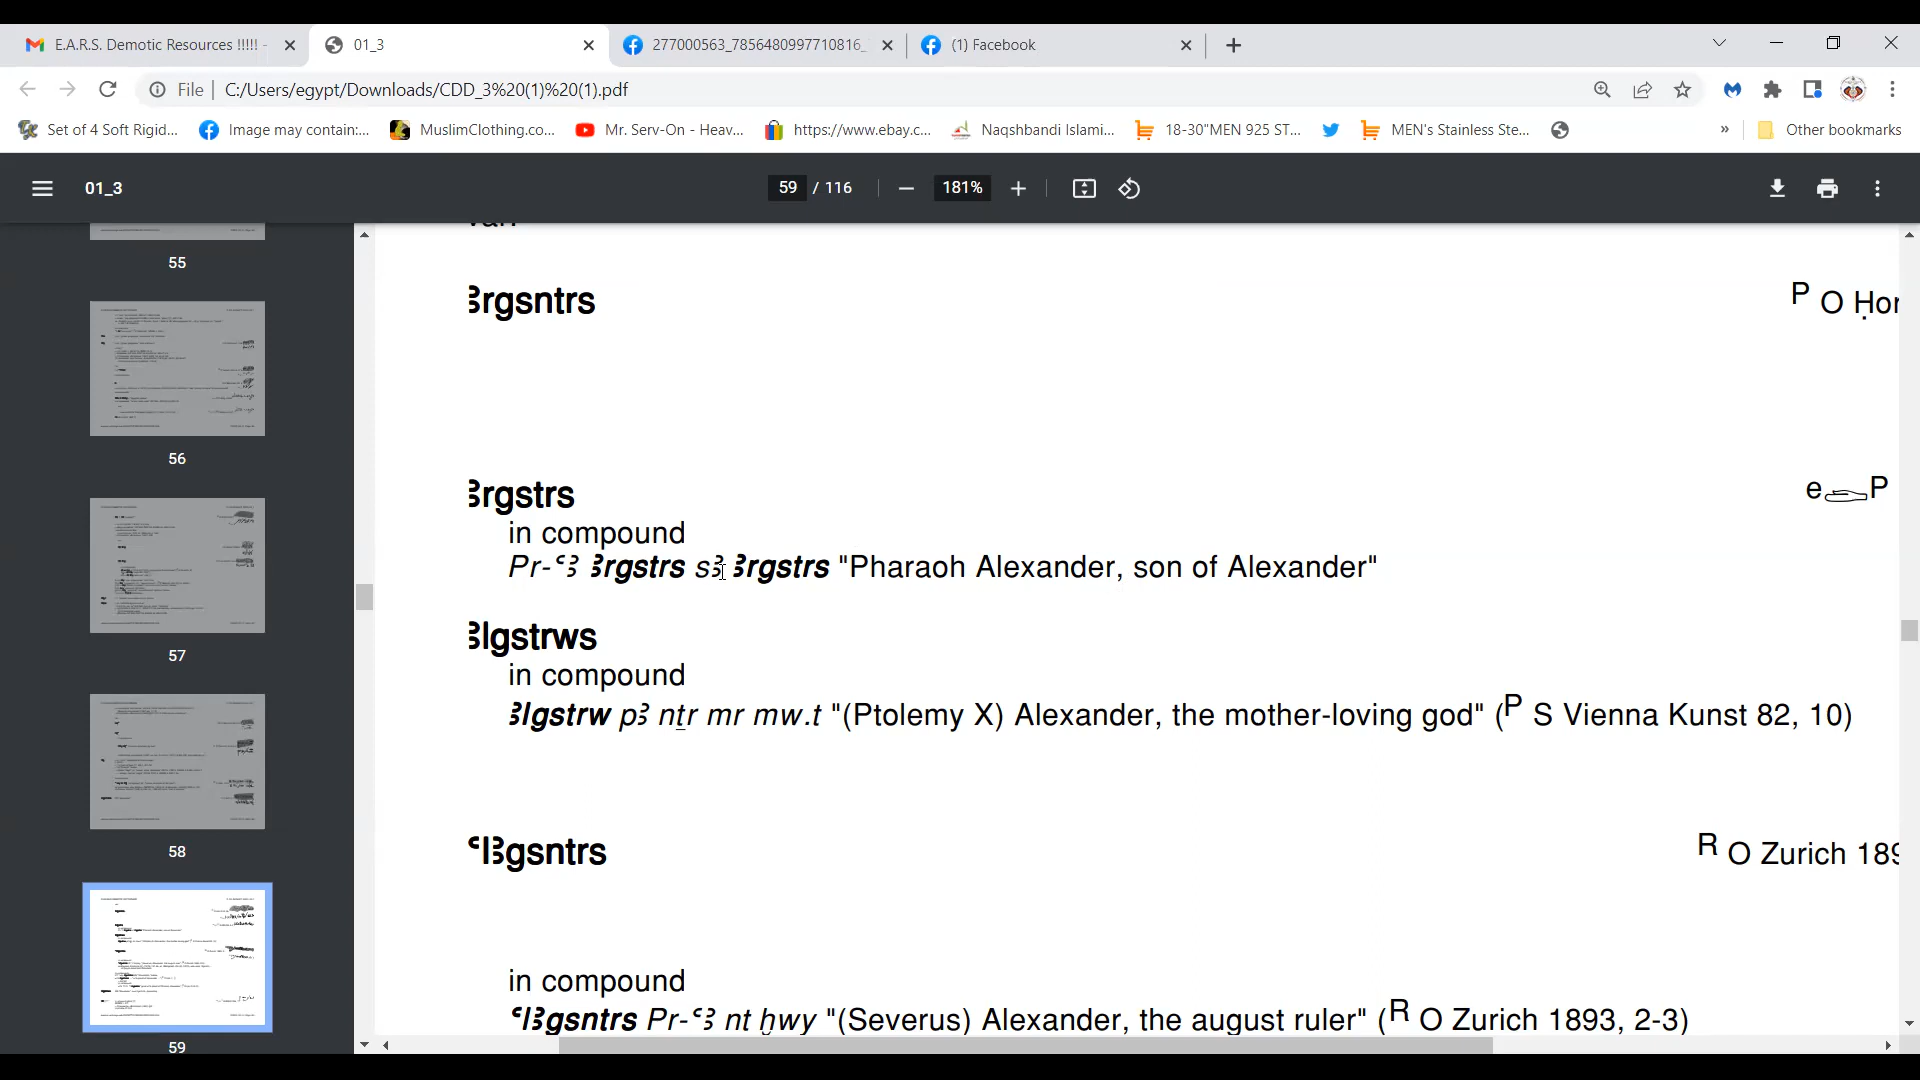 E.A.R.S. Demotic Resources !!!!! -
01_3
277000563_7856480997710816_
(1) Facebook
File
C:/Users/egypt/Downloads/CDD_3%20(1)%20(1).pdf
Set of 4 Soft Rigid...
Image may contain:...
MuslimClothing.co...
Mr. Serv-On - Heav...
https://www.ebay.c...
Naqshbandi Islami...
18-30"MEN 925 ST...
MEN's Stainless Ste...
»
Other bookmarks
01_3
59 / 116
181%
55
56
57
58
59
var.
ꜣrgsntrs
P O Ḥor
ꜣrgstrs
e P
in compound
Pr-ꜥꜣ ꜣrgstrs sꜣ ꜣrgstrs "Pharaoh Alexander, son of Alexander"
ꜣlgstrws
in compound
ꜣlgstrw pꜣ nṯr mr mw.t "(Ptolemy X) Alexander, the mother-loving god" (P S Vienna Kunst 82, 10)
ꜥlꜣgsntrs
R O Zurich 189
in compound
ꜥlꜣgsntrs Pr-ꜥꜣ nt ḫwy "(Severus) Alexander, the august ruler" (R O Zurich 1893, 2-3)